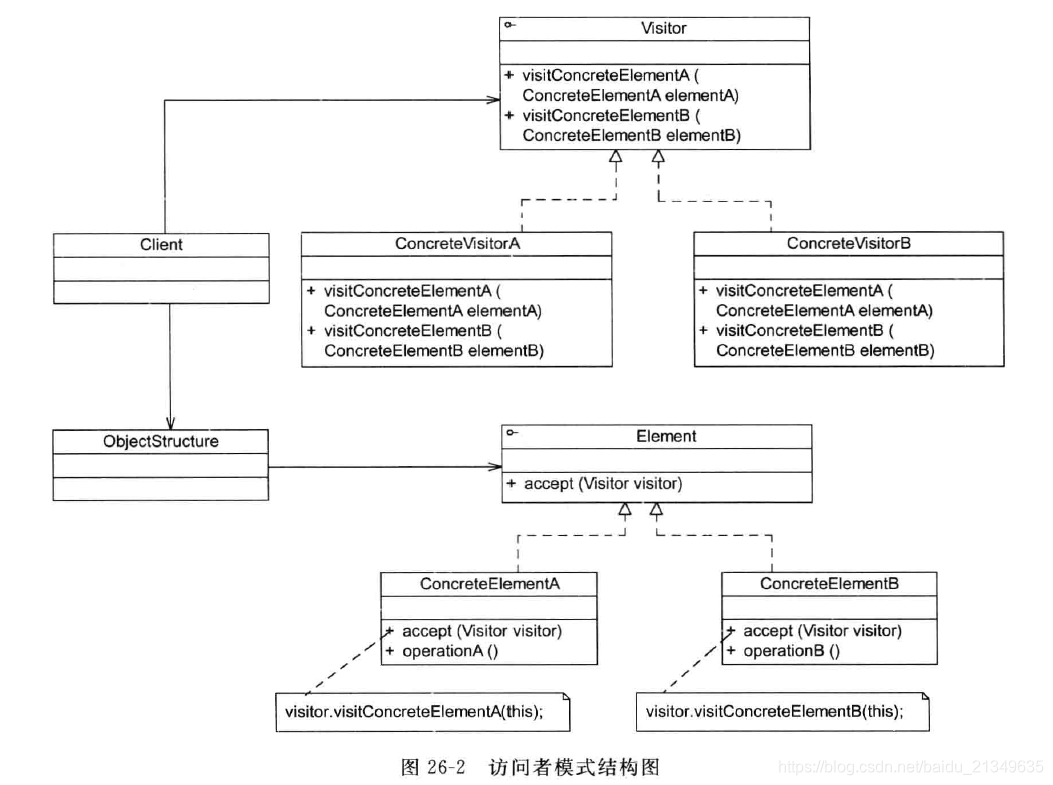 Visitor
+ visitConcreteElementA (
ConcreteElementA elementA)
+ visitConcreteElementB (
ConcreteElementB elementB)
Client
ConcreteVisitorA
+ visitConcreteElementA (
ConcreteElementA elementA)
+ visitConcreteElementB (
ConcreteElementB elementB)
ConcreteVisitorB
+ visitConcreteElementA (
ConcreteElementA elementA)
+ visitConcreteElementB (
ConcreteElementB elementB)
ObjectStructure
Element
+ accept (Visitor visitor)
ConcreteElementA
+ accept (Visitor visitor)
+ operationA ()
ConcreteElementB
+ accept (Visitor visitor)
+ operationB ()
visitor.visitConcreteElementA(this);
visitor.visitConcreteElementB(this);
图 26-2 访问者模式结构图
https://blog.csdn.net/baidu_21349635